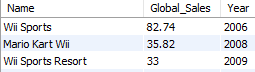 Name Global_Sales Year
Wii Sports 82.74 2006
Mario Kart Wii 35.82 2008
Wii Sports Resort 33 2009